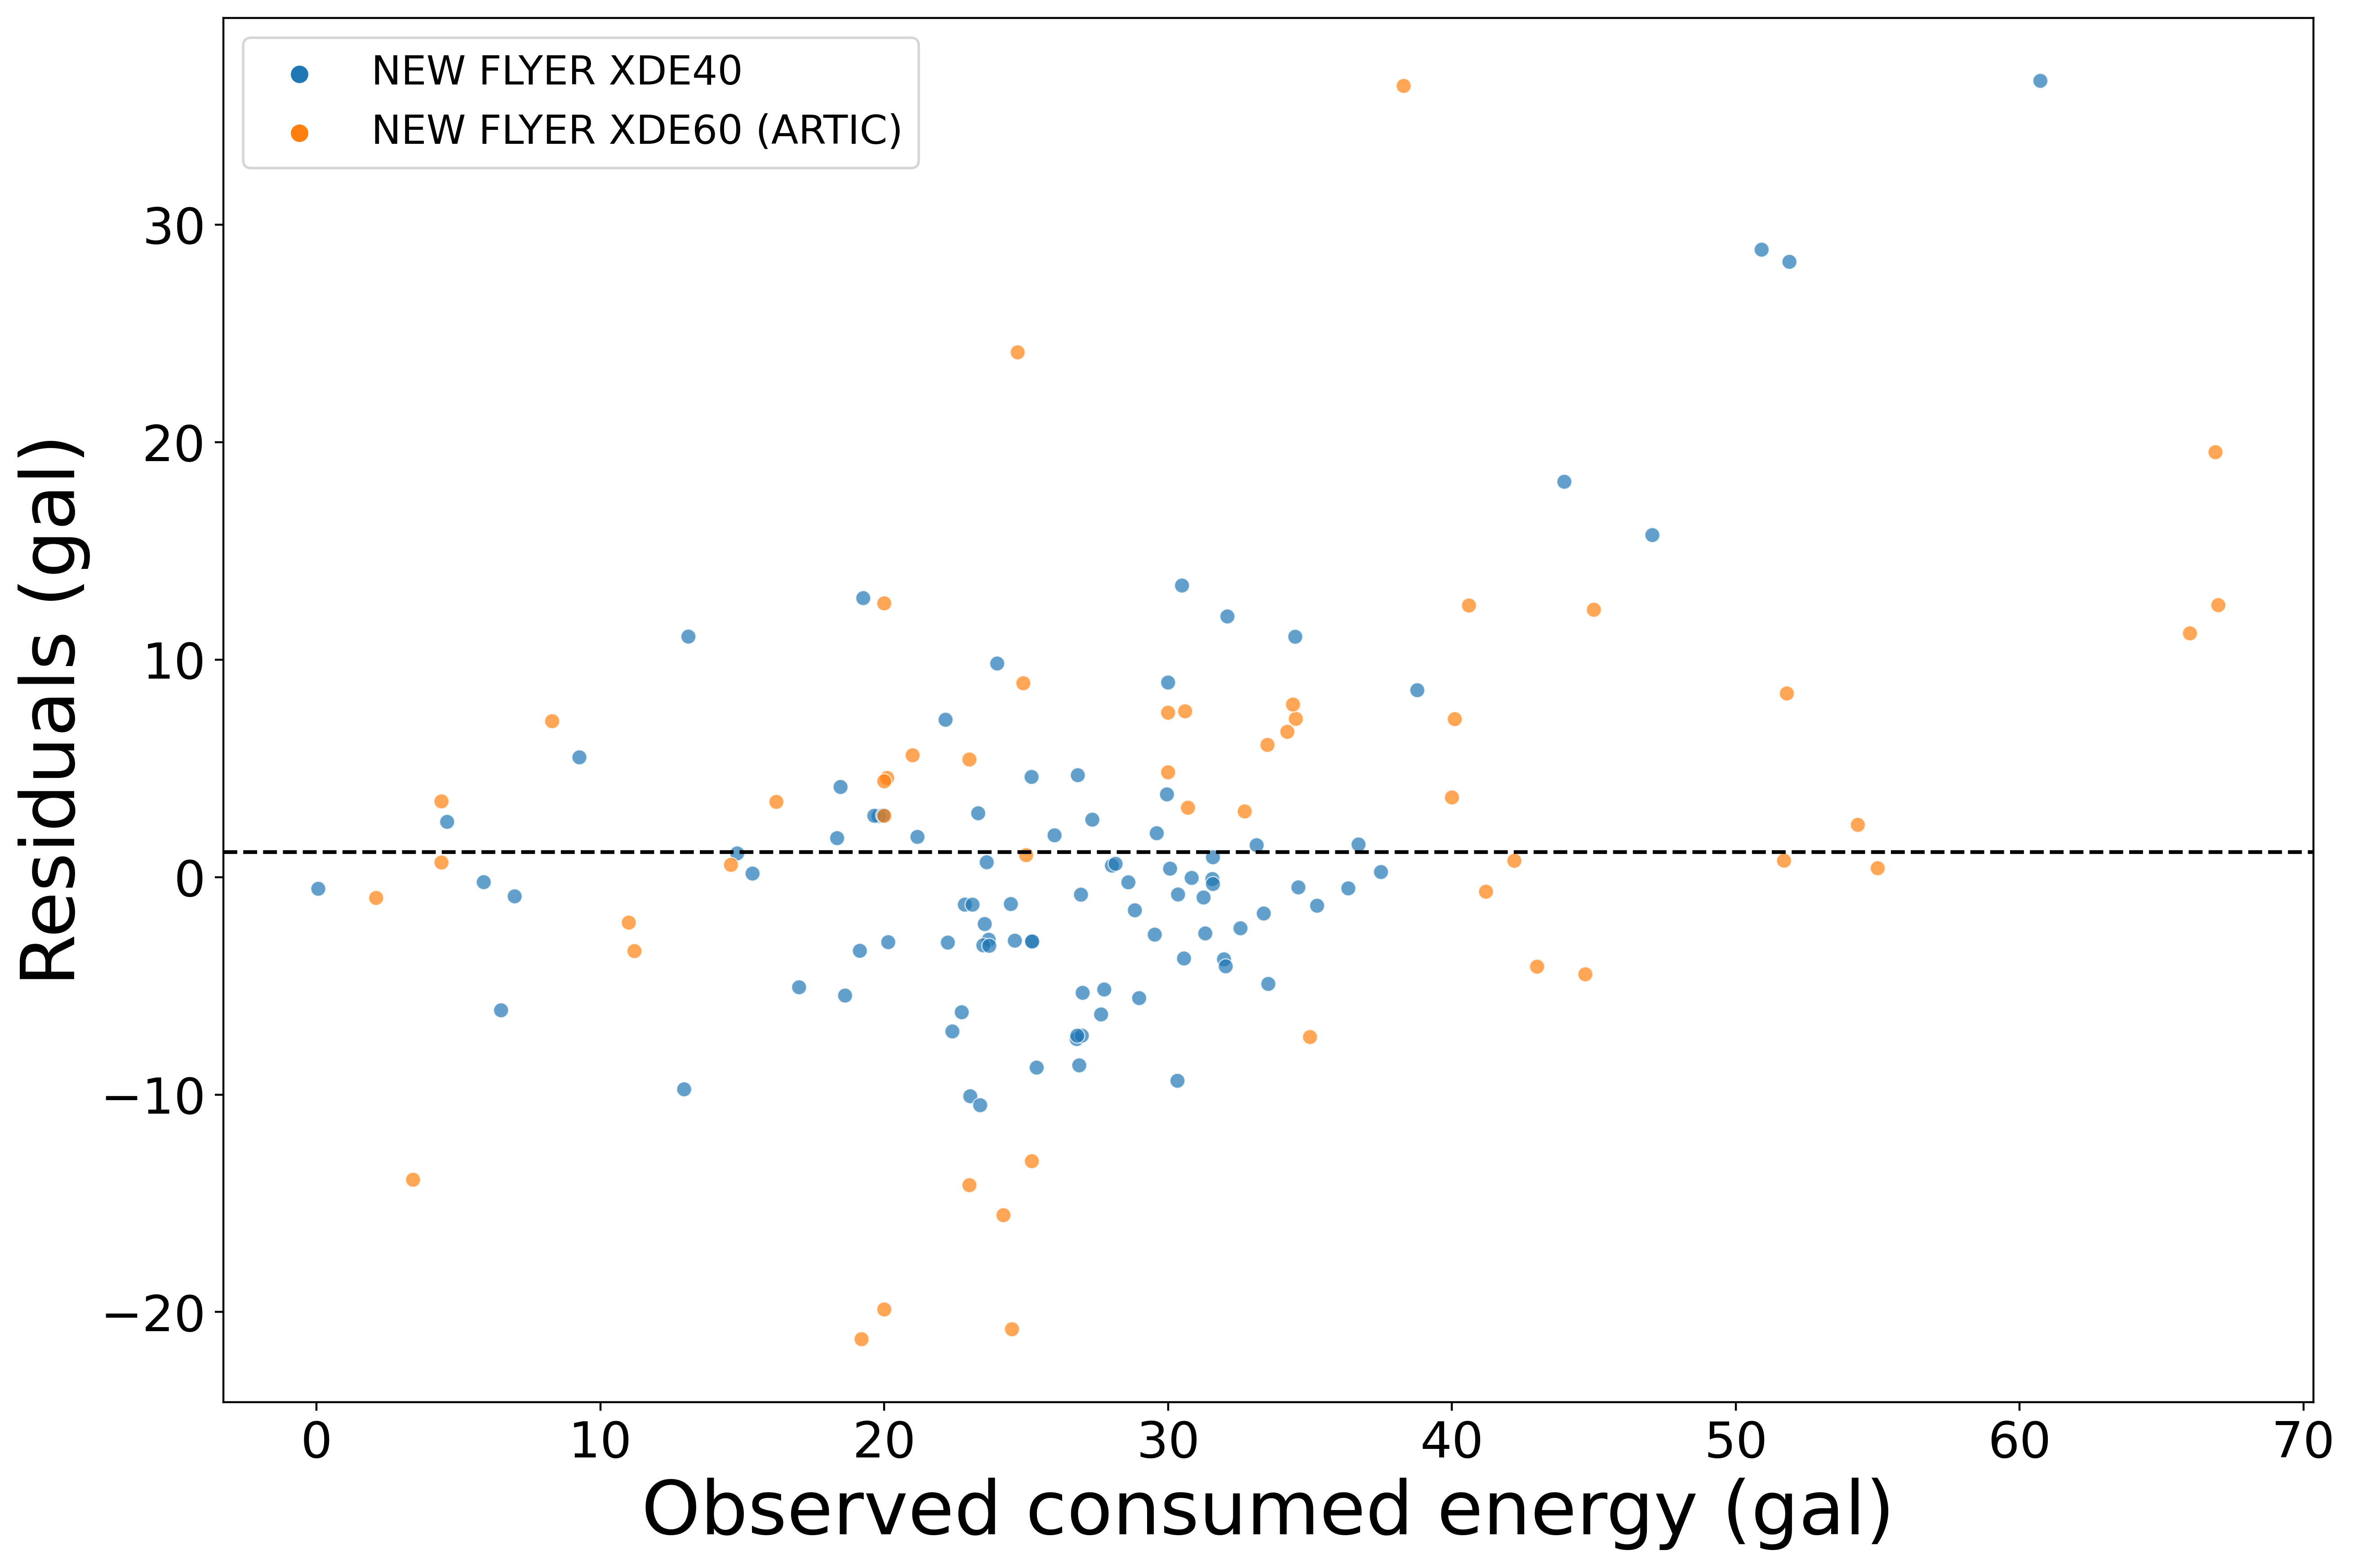 NEW FLYER XDE40
NEW FLYER XDE60 (ARTIC)
Residuals (gal)
30
20
10
0
−10
−20
0 10 20 30 40 50 60 70
Observed consumed energy (gal)